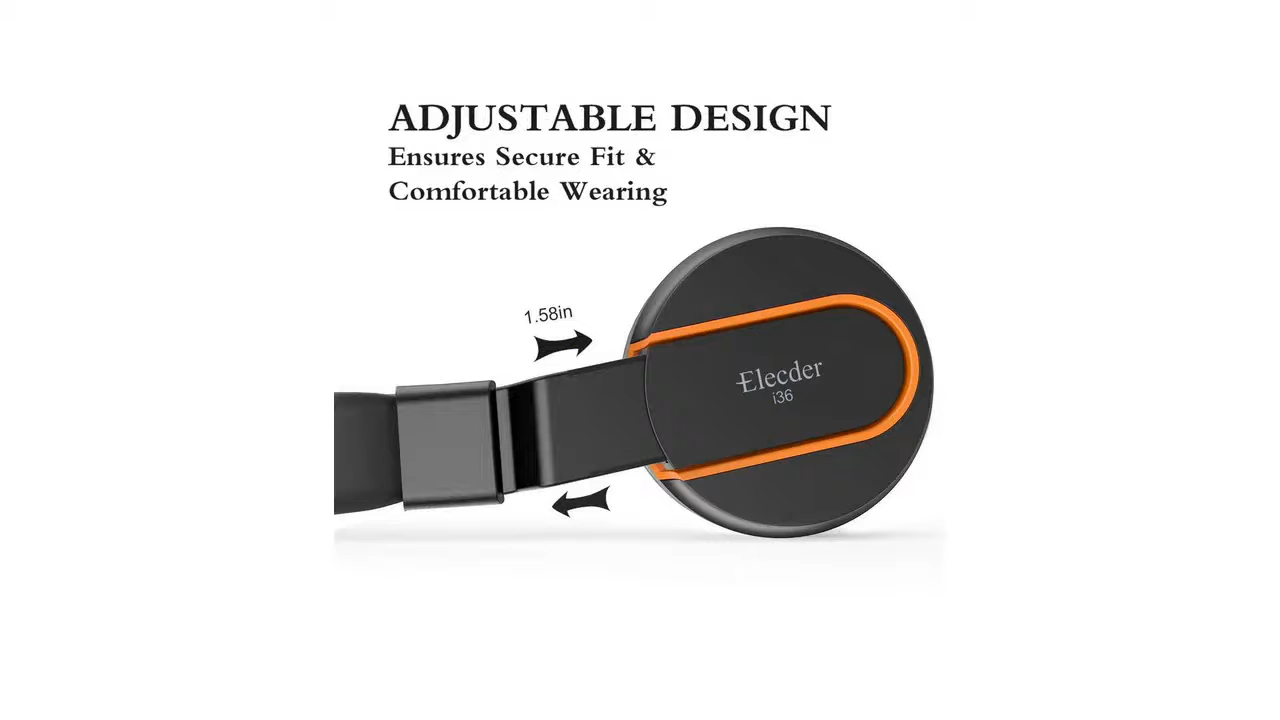 ADJUSTABLE DESIGN
Ensures Secure Fit &
Comfortable Wearing
1.58in
Elecder
i36